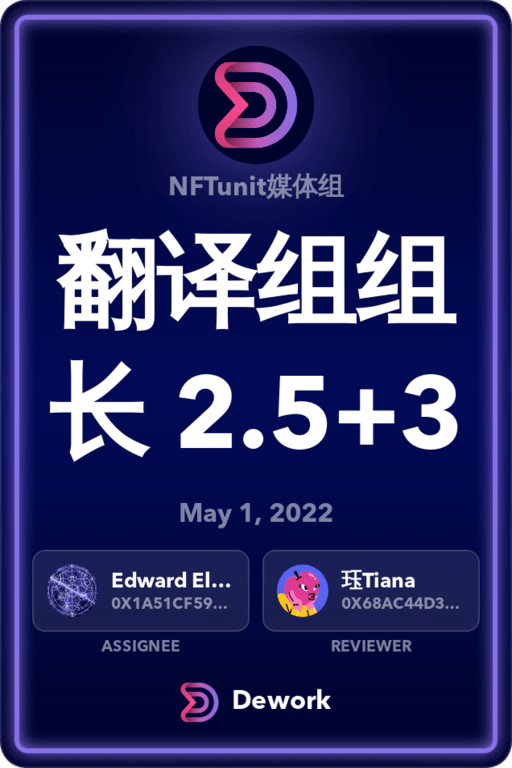 NFTunit媒体组
翻译组组
长 2.5+3
May 1, 2022
Edward El...
0X1A51CF59...
珏Tiana
0X68AC44D3...
ASSIGNEE
REVIEWER
Dework